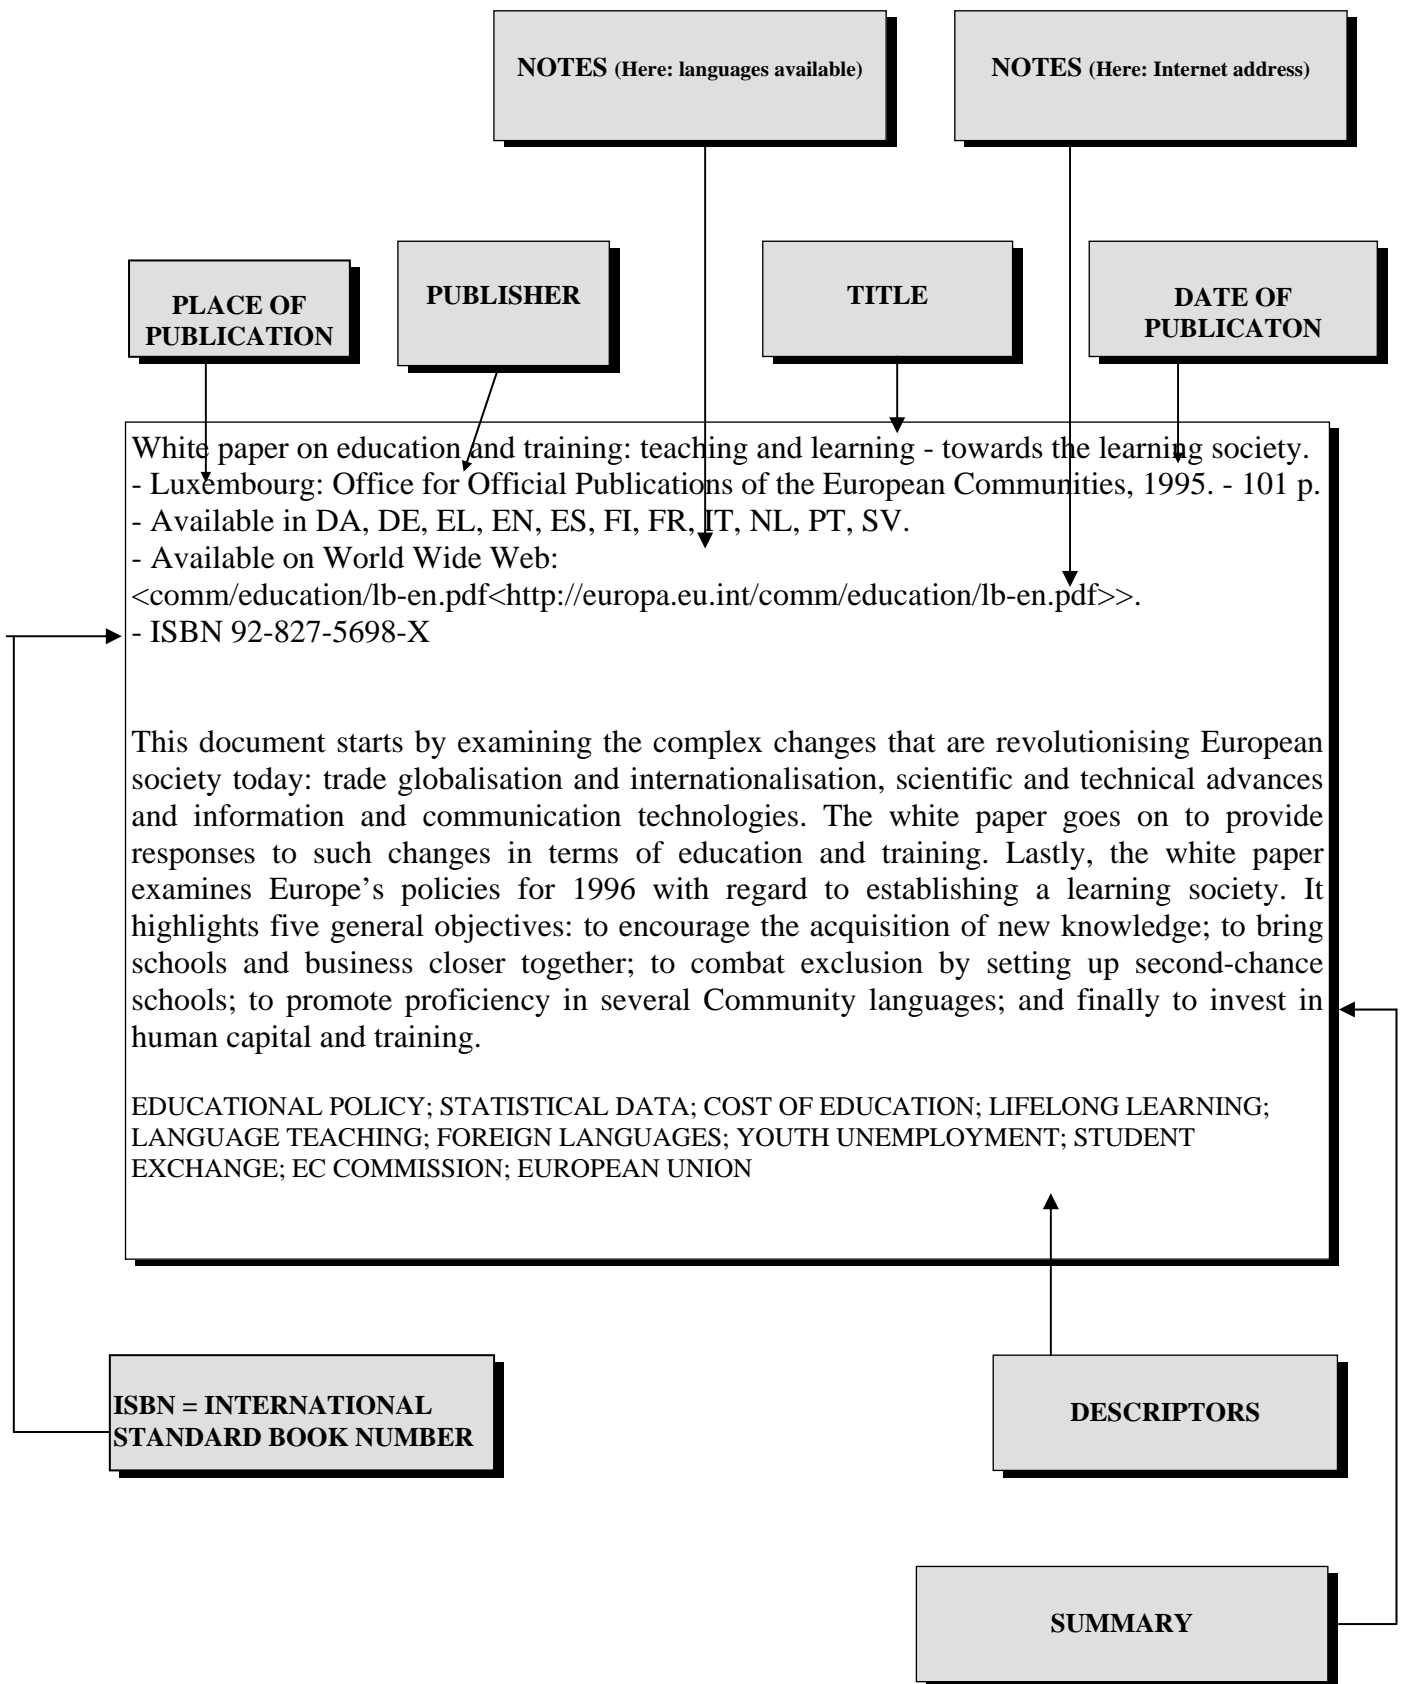 NOTES (Here: languages available)
NOTES (Here: Internet address)
PLACE OF
PUBLICATION
PUBLISHER
TITLE
DATE OF
PUBLICATON
White paper on education and training: teaching and learning - towards the learning society.
- Luxembourg: Office for Official Publications of the European Communities, 1995. - 101 p.
- Available in DA, DE, EL, EN, ES, FI, FR, IT, NL, PT, SV.
- Available on World Wide Web:
<comm/education/lb-en.pdf<http://europa.eu.int/comm/education/lb-en.pdf>>.
- ISBN 92-827-5698-X
This document starts by examining the complex changes that are revolutionising European
society today: trade globalisation and internationalisation, scientific and technical advances
and information and communication technologies. The white paper goes on to provide
responses to such changes in terms of education and training. Lastly, the white paper
examines Europe’s policies for 1996 with regard to establishing a learning society. It
highlights five general objectives: to encourage the acquisition of new knowledge; to bring
schools and business closer together; to combat exclusion by setting up second-chance
schools; to promote proficiency in several Community languages; and finally to invest in
human capital and training.
EDUCATIONAL POLICY; STATISTICAL DATA; COST OF EDUCATION; LIFELONG LEARNING;
LANGUAGE TEACHING; FOREIGN LANGUAGES; YOUTH UNEMPLOYMENT; STUDENT
EXCHANGE; EC COMMISSION; EUROPEAN UNION
ISBN = INTERNATIONAL
STANDARD BOOK NUMBER
DESCRIPTORS
SUMMARY